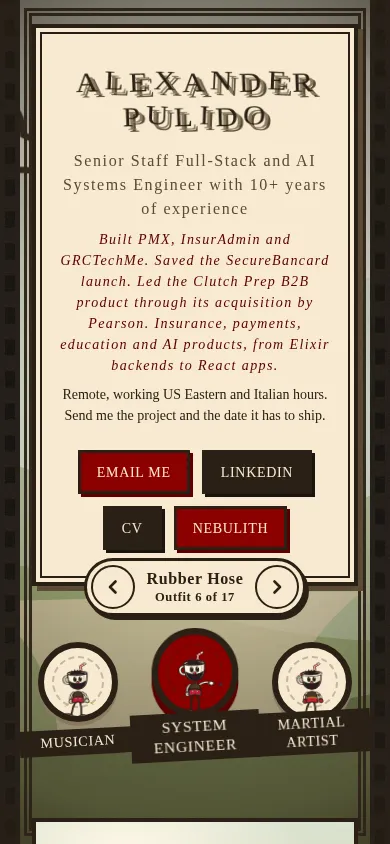 ALEXANDER
PULIDO
Senior Staff Full-Stack and AI
Systems Engineer with 10+ years
of experience
Built PMX, InsurAdmin and
GRCTechMe. Saved the SecureBancard
launch. Led the Clutch Prep B2B
product through its acquisition by
Pearson. Insurance, payments,
education and AI products, from Elixir
backends to React apps.
Remote, working US Eastern and Italian hours.
Send me the project and the date it has to ship.
EMAIL ME
LINKEDIN
CV
NEBULITH
Rubber Hose
Outfit 6 of 17
MUSICIAN
SYSTEM
ENGINEER
MARTIAL
ARTIST